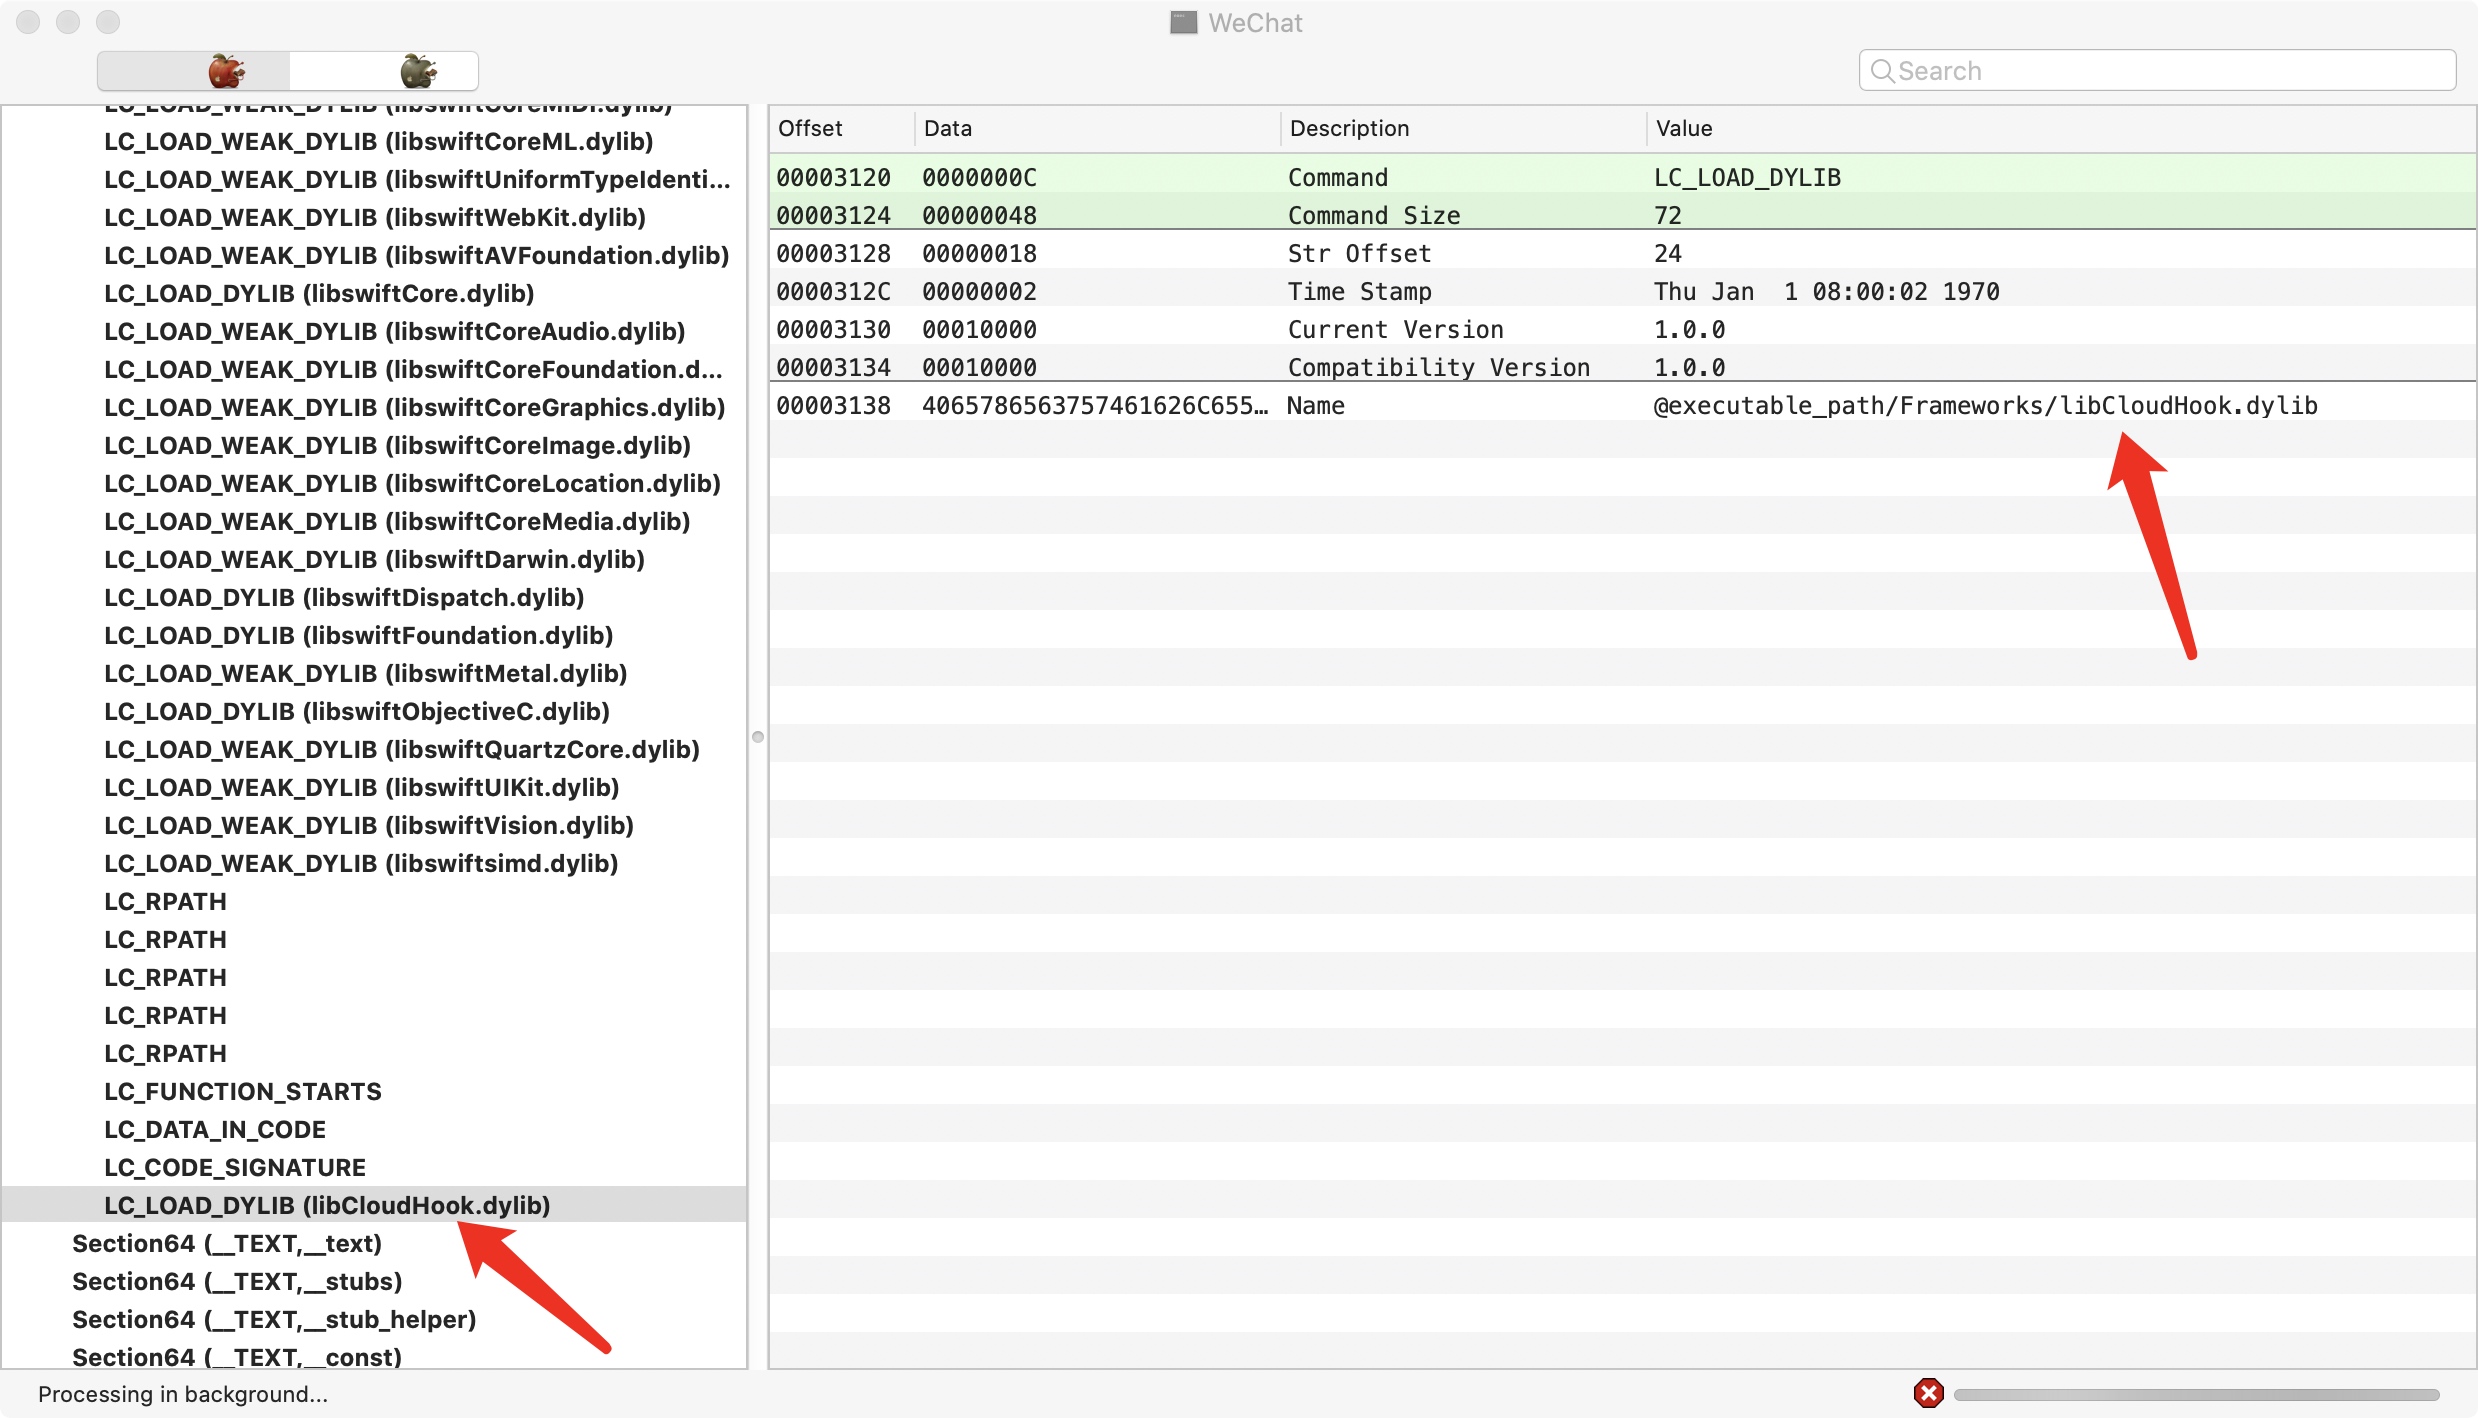 WeChat
Search
LC_LOAD_WEAK_DYLIB (libswiftCoreMIDI.dylib)
LC_LOAD_WEAK_DYLIB (libswiftCoreML.dylib)
LC_LOAD_WEAK_DYLIB (libswiftUniformTypeIdenti...
LC_LOAD_WEAK_DYLIB (libswiftWebKit.dylib)
LC_LOAD_WEAK_DYLIB (libswiftAVFoundation.dylib)
LC_LOAD_DYLIB (libswiftCore.dylib)
LC_LOAD_WEAK_DYLIB (libswiftCoreAudio.dylib)
LC_LOAD_WEAK_DYLIB (libswiftCoreFoundation.d...
LC_LOAD_WEAK_DYLIB (libswiftCoreGraphics.dylib)
LC_LOAD_WEAK_DYLIB (libswiftCoreImage.dylib)
LC_LOAD_WEAK_DYLIB (libswiftCoreLocation.dylib)
LC_LOAD_WEAK_DYLIB (libswiftCoreMedia.dylib)
LC_LOAD_WEAK_DYLIB (libswiftDarwin.dylib)
LC_LOAD_DYLIB (libswiftDispatch.dylib)
LC_LOAD_DYLIB (libswiftFoundation.dylib)
LC_LOAD_WEAK_DYLIB (libswiftMetal.dylib)
LC_LOAD_DYLIB (libswiftObjectiveC.dylib)
LC_LOAD_WEAK_DYLIB (libswiftQuartzCore.dylib)
LC_LOAD_WEAK_DYLIB (libswiftUIKit.dylib)
LC_LOAD_WEAK_DYLIB (libswiftVision.dylib)
LC_LOAD_WEAK_DYLIB (libswiftsimd.dylib)
LC_RPATH
LC_RPATH
LC_RPATH
LC_RPATH
LC_RPATH
LC_FUNCTION_STARTS
LC_DATA_IN_CODE
LC_CODE_SIGNATURE
LC_LOAD_DYLIB (libCloudHook.dylib)
Section64 (__TEXT,__text)
Section64 (__TEXT,__stubs)
Section64 (__TEXT,__stub_helper)
Section64 (__TEXT,__const)
Offset Data Description Value
00003120 0000000C Command LC_LOAD_DYLIB
00003124 00000048 Command Size 72
00003128 00000018 Str Offset 24
0000312C 00000002 Time Stamp Thu Jan  1 08:00:02 1970
00003130 00010000 Current Version 1.0.0
00003134 00010000 Compatibility Version 1.0.0
00003138 4065786563757461626C655… Name @executable_path/Frameworks/libCloudHook.dylib
Processing in background...